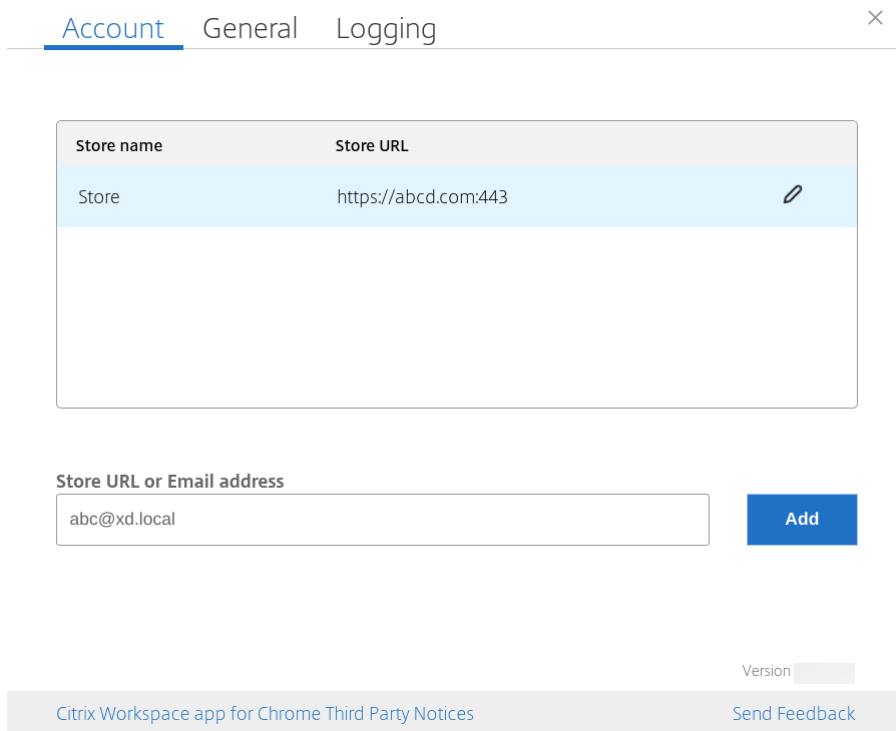 Account General Logging
Store name Store URL
Store https://abcd.com:443
Store URL or Email address
abc@xd.local Add
Version
Citrix Workspace app for Chrome Third Party Notices Send Feedback